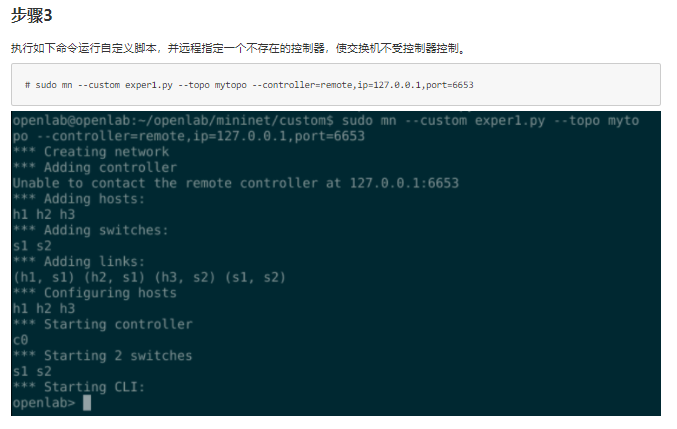 步骤3
执行如下命令运行自定义脚本，并远程指定一个不存在的控制器，使交换机不受控制器控制。
# sudo mn --custom exper1.py --topo mytopo --controller=remote,ip=127.0.0.1,port=6653
openlab@openlab:~/openlab/mininet/custom$ sudo mn --custom exper1.py --topo myto
po --controller=remote,ip=127.0.0.1,port=6653
*** Creating network
*** Adding controller
Unable to contact the remote controller at 127.0.0.1:6653
*** Adding hosts:
h1 h2 h3
*** Adding switches:
s1 s2
*** Adding links:
(h1, s1) (h2, s1) (h3, s2) (s1, s2)
*** Configuring hosts
h1 h2 h3
*** Starting controller
c0
*** Starting 2 switches
s1 s2
*** Starting CLI:
openlab>